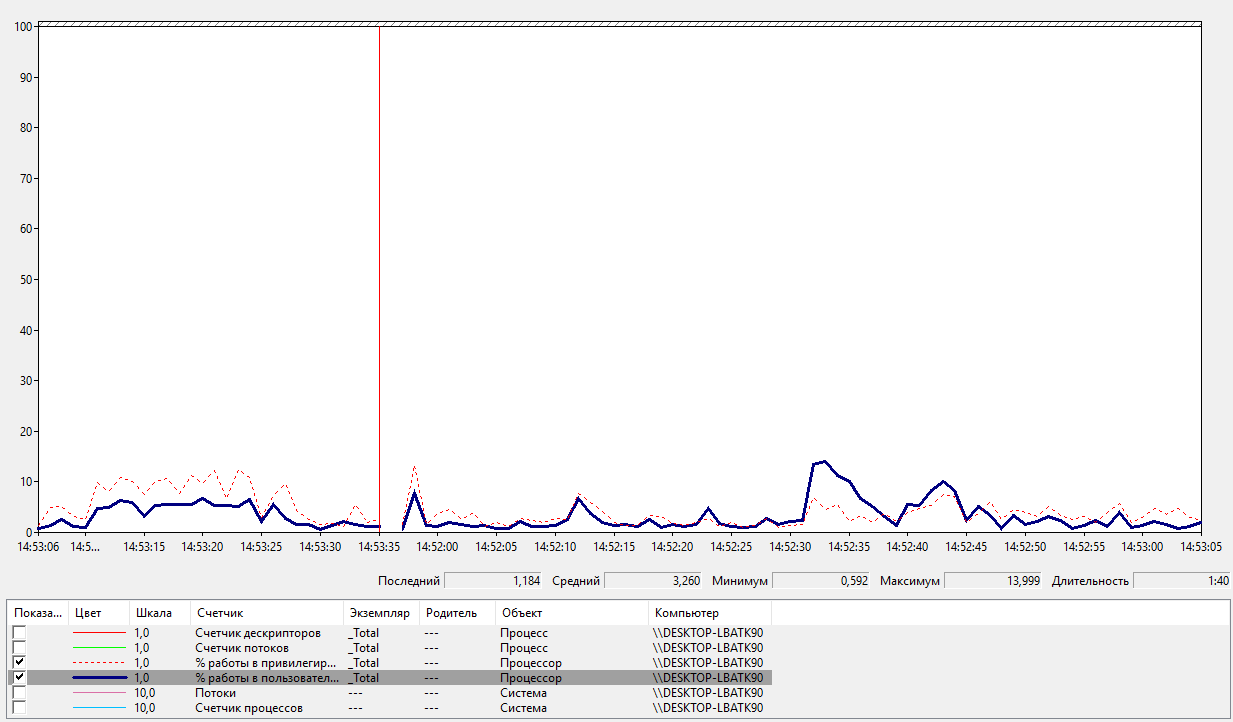 100
90
80
70
60
50
40
30
20
10
0
14:53:06 14:5... 14:53:15 14:53:20 14:53:25 14:53:30 14:53:35 14:52:00 14:52:05 14:52:10 14:52:15 14:52:20 14:52:25 14:52:30 14:52:35 14:52:40 14:52:45 14:52:50 14:52:55 14:53:00 14:53:05
Последний 1,184 Средний 3,260 Минимум 0,592 Максимум 13,999 Длительность 1:40
Показа... Цвет Шкала Счетчик Экземпляр Родитель Объект Компьютер
1,0 Счетчик дескрипторов _Total --- Процесс \\DESKTOP-LBATK90
1,0 Счетчик потоков _Total --- Процесс \\DESKTOP-LBATK90
1,0 % работы в привилегир... _Total --- Процессор \\DESKTOP-LBATK90
1,0 % работы в пользовател... _Total --- Процессор \\DESKTOP-LBATK90
10,0 Потоки --- --- Система \\DESKTOP-LBATK90
10,0 Счетчик процессов --- --- Система \\DESKTOP-LBATK90